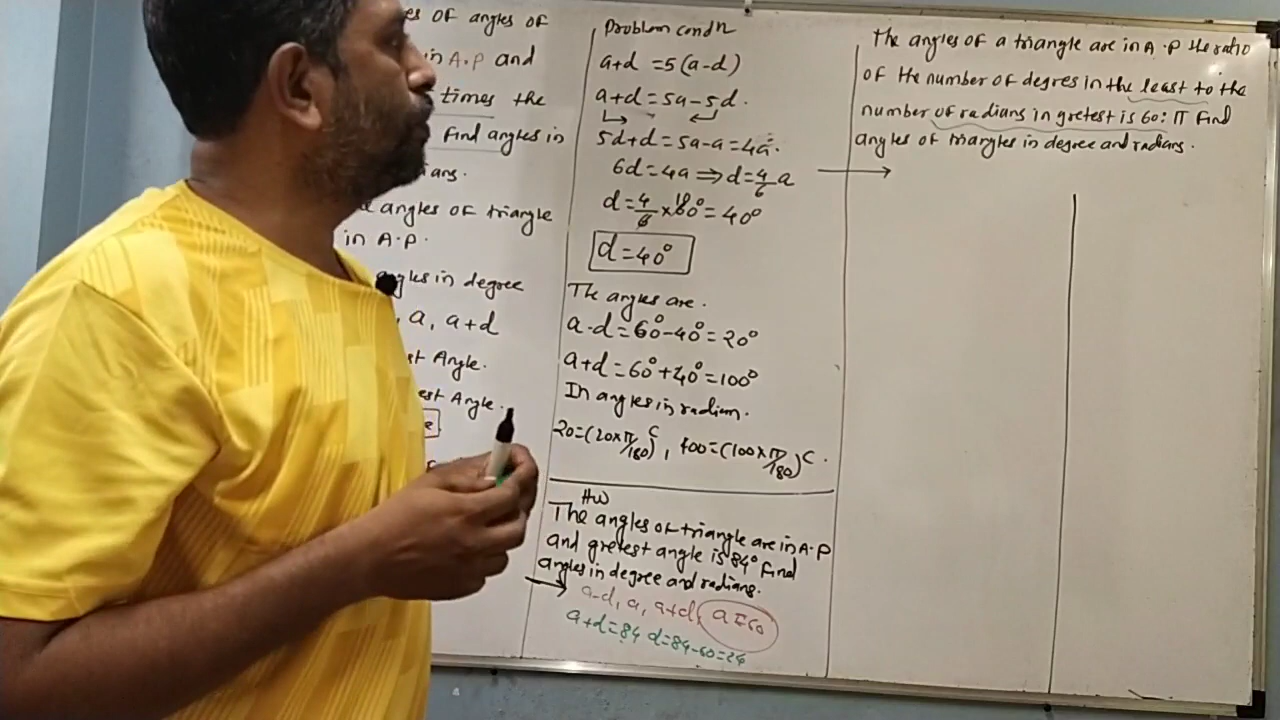 es of angles of
in A.P and
times the
Find angles in
ans.
angles of triangle
in A.P.
angles in degree
, a, a+d
st Angle.
est Angle.
e
Problem condn
a+d = 5(a-d)
a+d = 5a-5d.
5d+d = 5a-a = 4a.
6d = 4a ⇒ d = 4/6 a
d = 4/6 × 60° = 40°
d = 40°
The angles are.
a-d = 60°-40° = 20°
a+d = 60°+40° = 100°
In angles in radian.
20 = (20×π/180)^c, 100 = (100×π/180)^c.
HW
The angles of triangle are in A.P
and gretest angle is 84° Find
angles in degree and radians.
a-d, a, a+d, a = 60
a+d = 84 d = 84-60 = 24
The angles of a triangle are in A.P the ratio
of the number of degres in the least to the
number of radians in gretest is 60:π Find
angles of triangles in degree and radians.